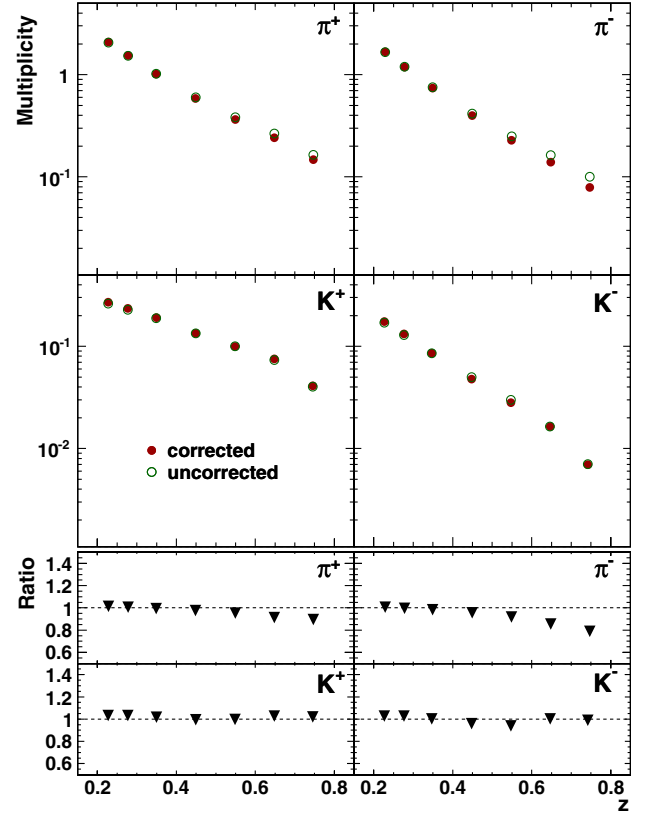 Multiplicity
π+ π-
1
10-1
K+ K-
10-1
10-2
corrected
uncorrected
Ratio
1.4 π+ π-
1.2
1
0.8
0.6
1.4 K+ K-
1.2
1
0.8
0.6
0.2 0.4 0.6 0.8 0.2 0.4 0.6 0.8
z